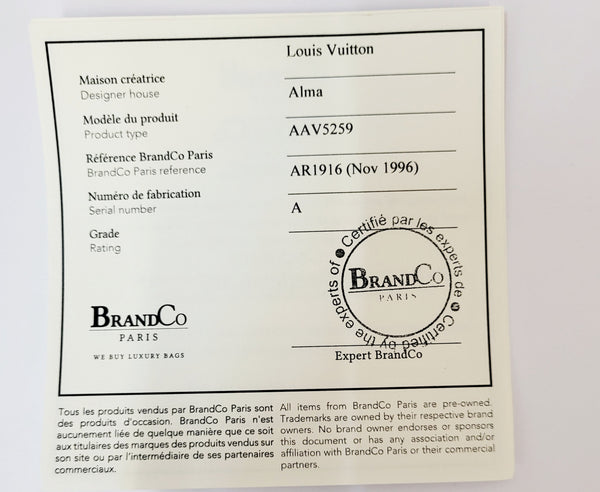 Louis Vuitton
Maison créatrice
Designer house
Alma
Modèle du produit
Product type
AAV5259
Référence BrandCo Paris
BrandCo Paris reference
AR1916 (Nov 1996)
Numéro de fabrication
Serial number
A
Grade
Rating
Certifié par les experts de
BRANDCO
PARIS
Certified by the experts of
BRANDCO
PARIS
WE BUY LUXURY BAGS
Expert BrandCo
Tous les produits vendus par BrandCo Paris sont
des produits d'occasion. BrandCo Paris n'est
aucunement liée de quelque manière que ce soit
aux titulaires des marques des produits vendus sur
son site ou par l'intermédiaire de ses partenaires
commerciaux.
All items from BrandCo Paris are pre-owned.
Trademarks are owned by their respective brand
owners. No brand owner endorses or sponsors
this document or has any association and/or
affiliation with BrandCo Paris or their commercial
partners.